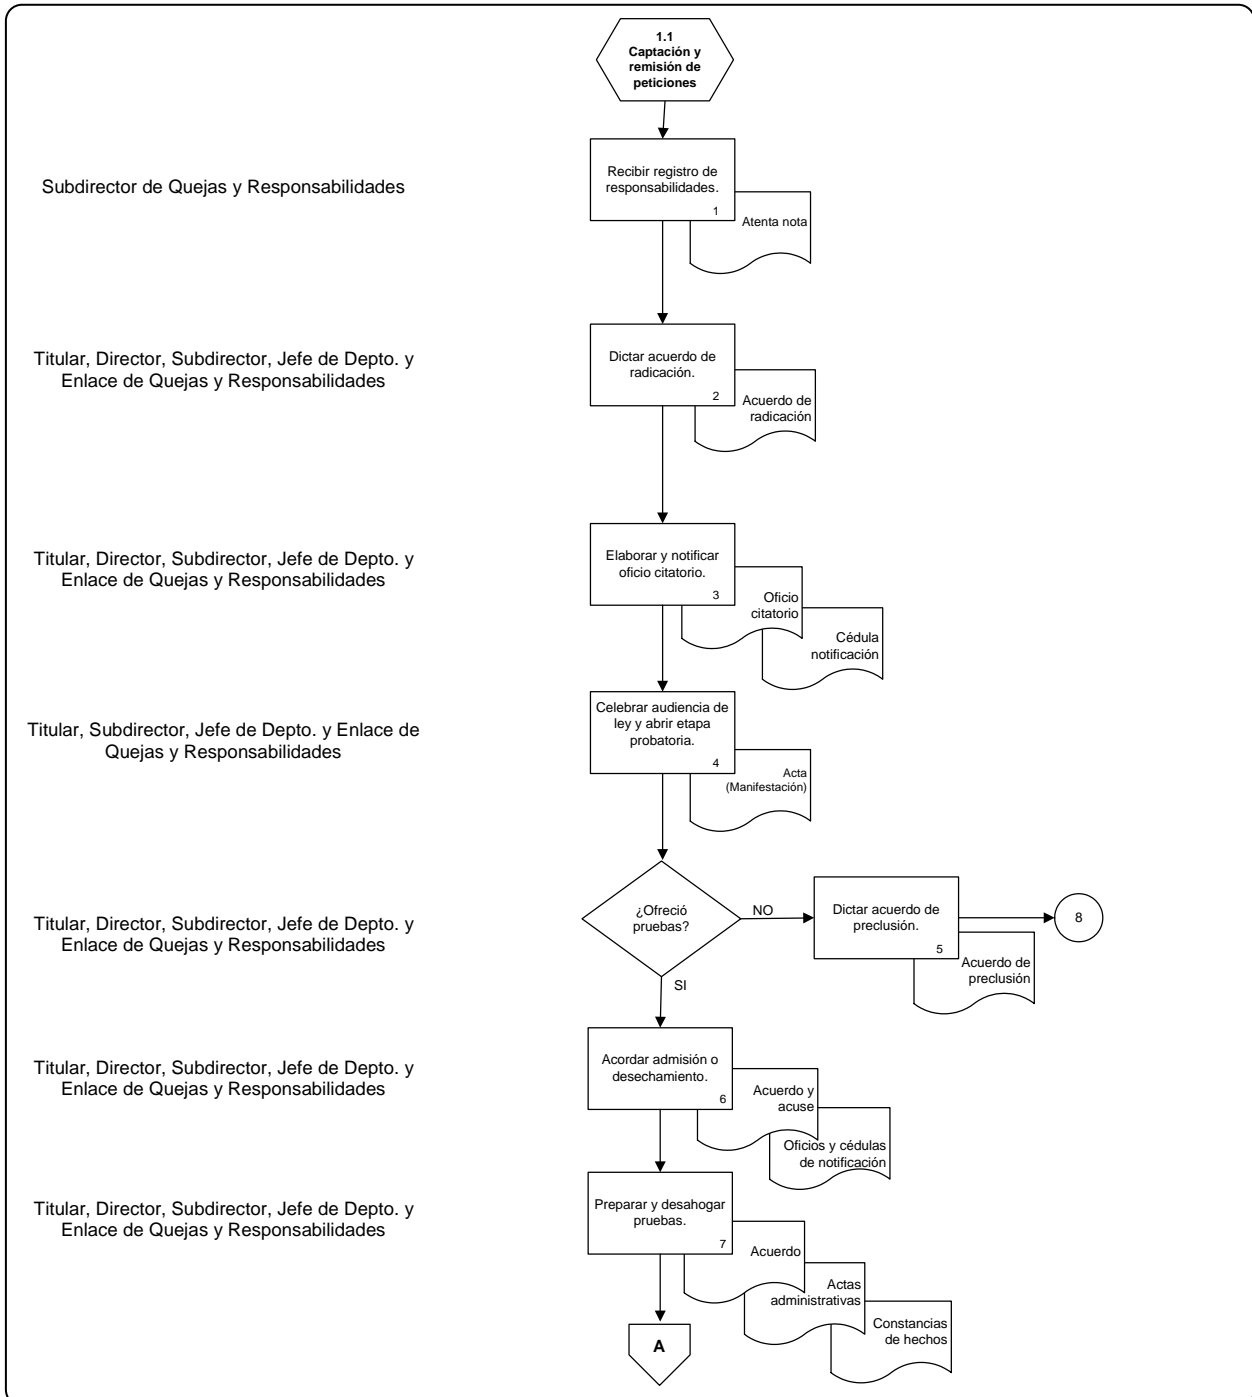 1.1
Captación y
remisión de
peticiones
Subdirector de Quejas y Responsabilidades
Recibir registro de
responsabilidades.
1
Atenta nota
Titular, Director, Subdirector, Jefe de Depto. y
Enlace de Quejas y Responsabilidades
Dictar acuerdo de
radicación.
2
Acuerdo de
radicación
Titular, Director, Subdirector, Jefe de Depto. y
Enlace de Quejas y Responsabilidades
Elaborar y notificar
oficio citatorio.
3
Oficio
citatorio
Cédula
notificación
Titular, Subdirector, Jefe de Depto. y Enlace de
Quejas y Responsabilidades
Celebrar audiencia de
ley y abrir etapa
probatoria.
4
Acta
(Manifestación)
Titular, Director, Subdirector, Jefe de Depto. y
Enlace de Quejas y Responsabilidades
¿Ofreció
pruebas?
NO
Dictar acuerdo de
preclusión.
5
Acuerdo de
preclusión
8
SI
Titular, Director, Subdirector, Jefe de Depto. y
Enlace de Quejas y Responsabilidades
Acordar admisión o
desechamiento.
6
Acuerdo y
acuse
Oficios y cédulas
de notificación
Titular, Director, Subdirector, Jefe de Depto. y
Enlace de Quejas y Responsabilidades
Preparar y desahogar
pruebas.
7
Acuerdo
Actas
administrativas
Constancias
de hechos
A